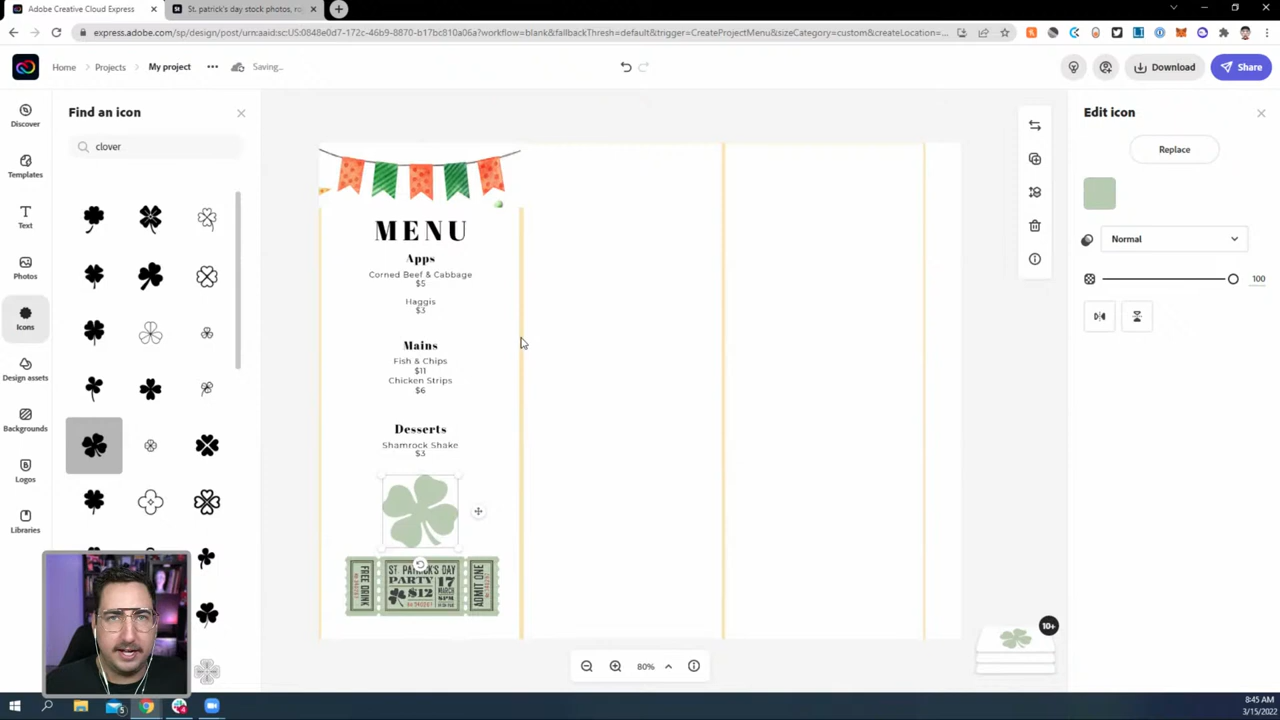 Adobe Creative Cloud Express
St. patrick's day stock photos, ro
express.adobe.com/sp/design/post/urn:aaid:sc:US:0848e0d7-172c-46b9-8870-b17bc810a06a?workflow=blank&fallbackThresh=default&trigger=CreateProjectMenu&sizeCategory=custom&createLocation=...
Home
Projects
My project
Saving...
Download
Share
Discover
Templates
Text
Photos
Icons
Design assets
Backgrounds
Logos
Libraries
Find an icon
clover
MENU
Apps
Corned Beef & Cabbage
$5
Haggis
$3
Mains
Fish & Chips
$11
Chicken Strips
$6
Desserts
Shamrock Shake
$3
FREE DRINK
ST PATRICK'S DAY
PARTY
$12
17
MARCH
8PM
ADMIT ONE
Edit icon
Replace
Normal
100
10+
80%
8:45 AM
3/15/2022